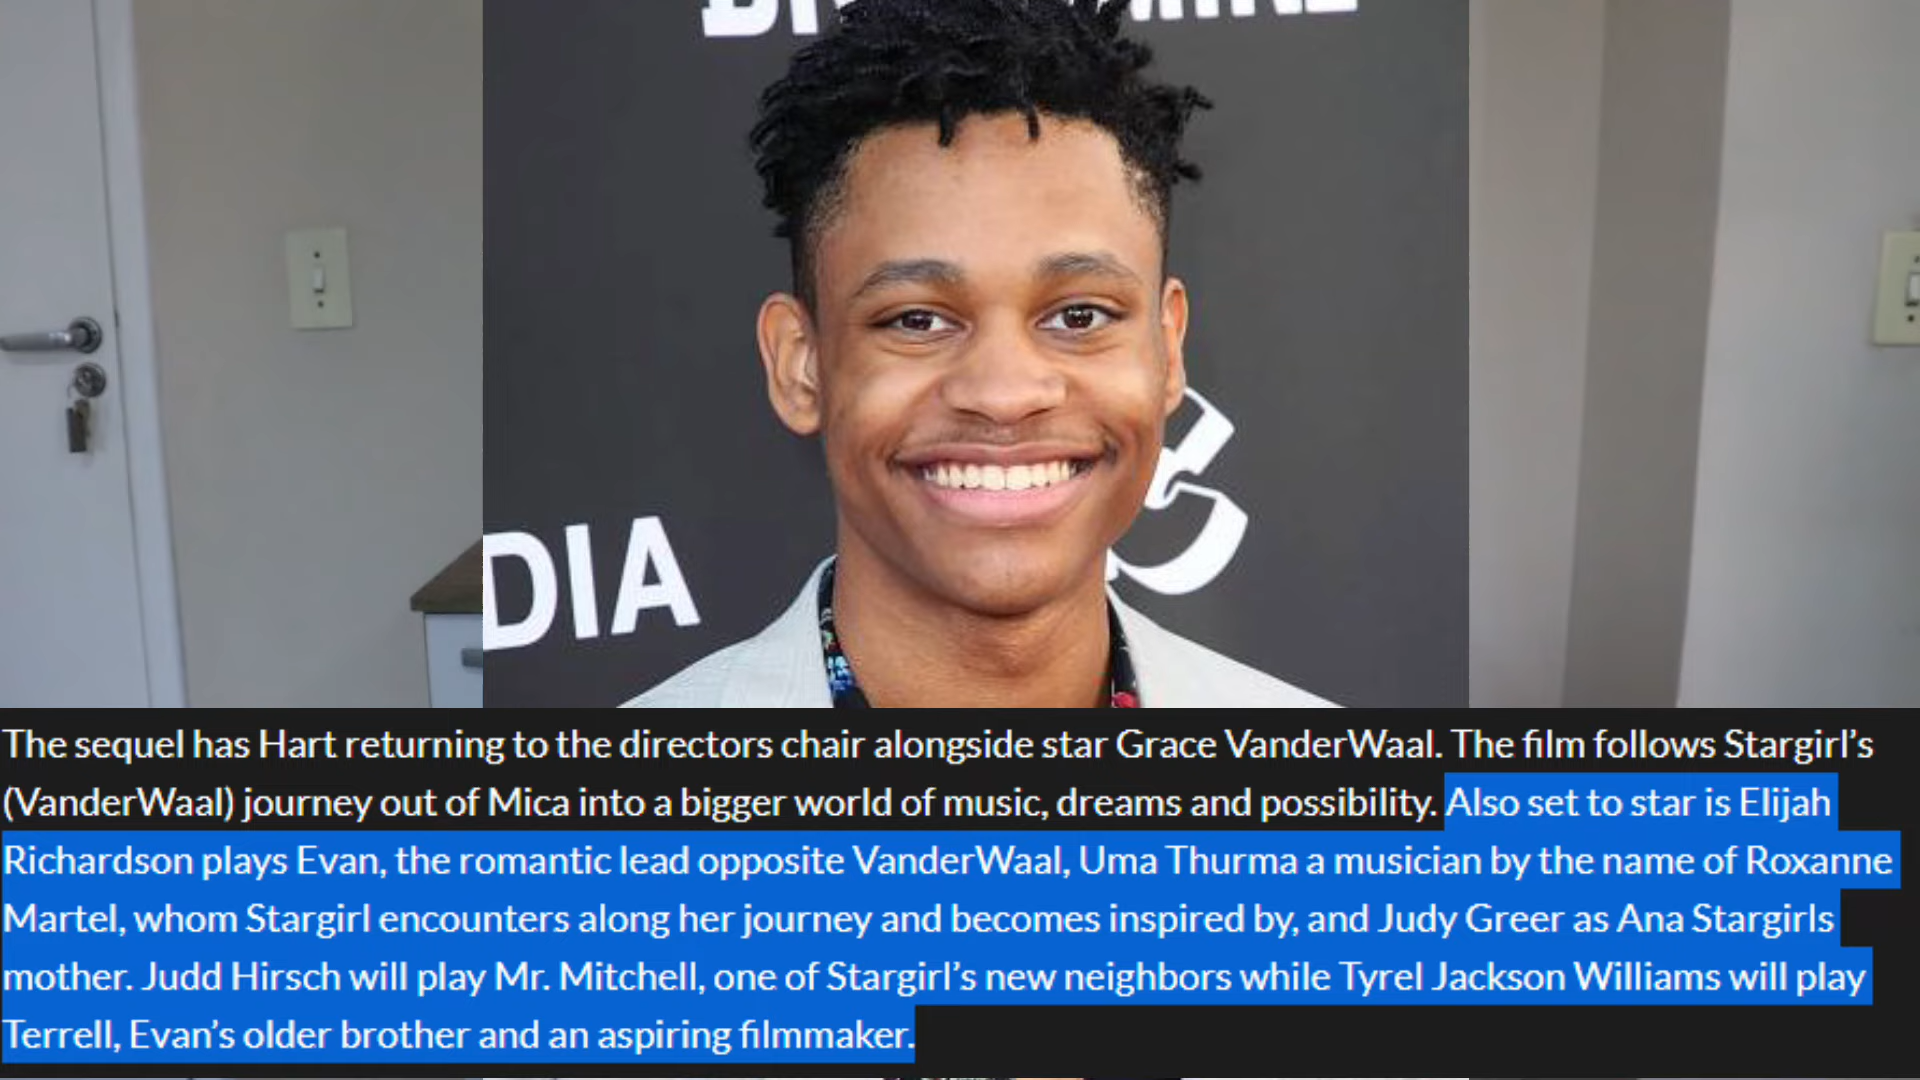 DIA
The sequel has Hart returning to the directors chair alongside star Grace VanderWaal. The film follows Stargirl’s
(VanderWaal) journey out of Mica into a bigger world of music, dreams and possibility. Also set to star is Elijah
Richardson plays Evan, the romantic lead opposite VanderWaal, Uma Thurma a musician by the name of Roxanne
Martel, whom Stargirl encounters along her journey and becomes inspired by, and Judy Greer as Ana Stargirls
mother. Judd Hirsch will play Mr. Mitchell, one of Stargirl’s new neighbors while Tyrel Jackson Williams will play
Terrell, Evan’s older brother and an aspiring filmmaker.